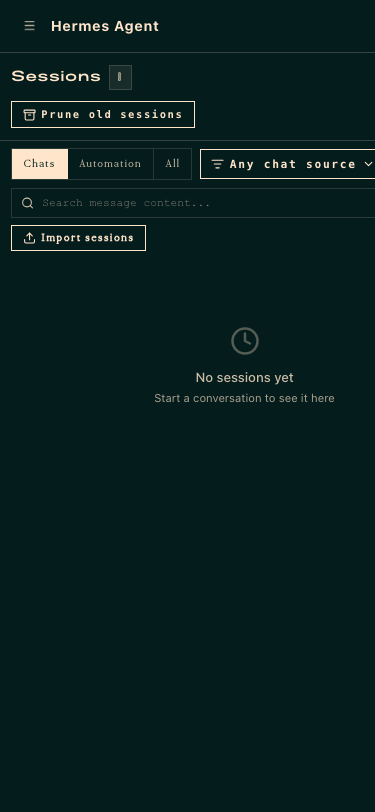 Hermes Agent
Sessions
Prune old sessions
Chats Automation All Any chat source
Search message content...
Import sessions
No sessions yet
Start a conversation to see it here